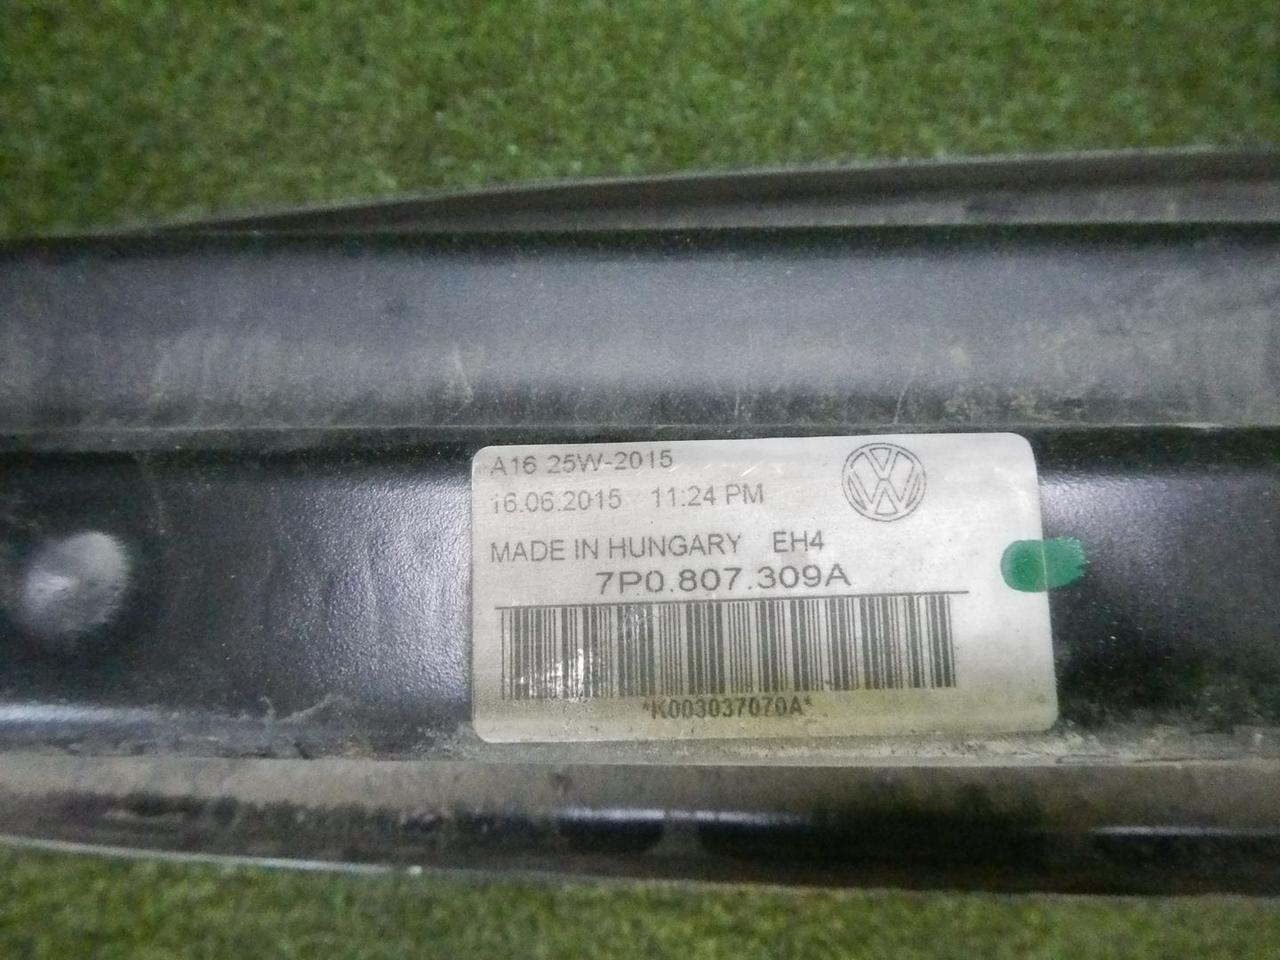 A16 25W-2015
16.06.2015 11:24 PM
MADE IN HUNGARY EH4
7P0.807.309A
*K003037070A*